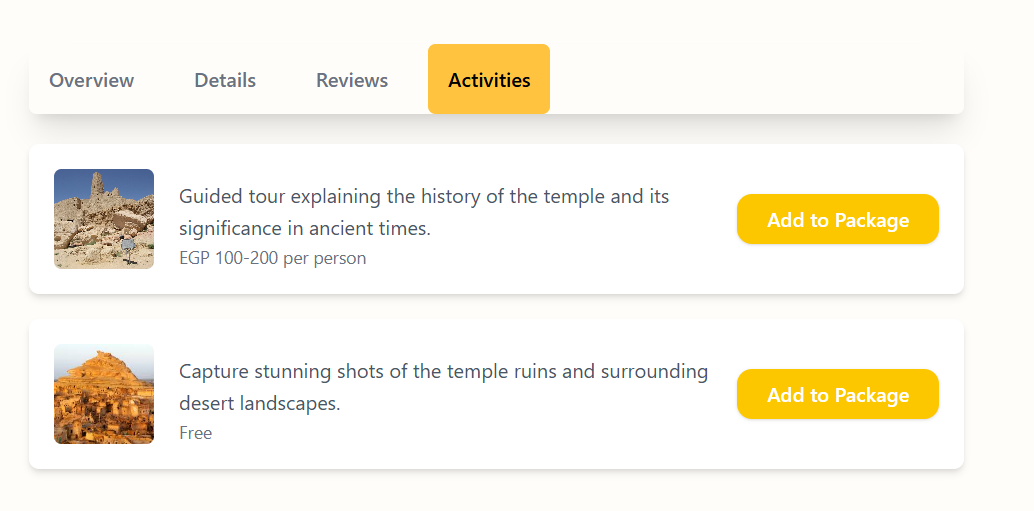 Overview Details Reviews Activities
Guided tour explaining the history of the temple and its
significance in ancient times.
EGP 100-200 per person
Add to Package
Capture stunning shots of the temple ruins and surrounding
desert landscapes.
Free
Add to Package